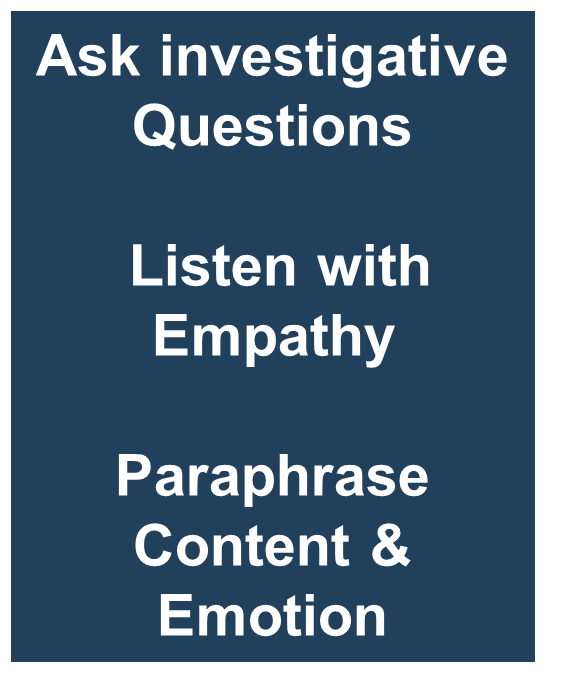 Ask investigative
Questions
Listen with
Empathy
Paraphrase
Content &
Emotion